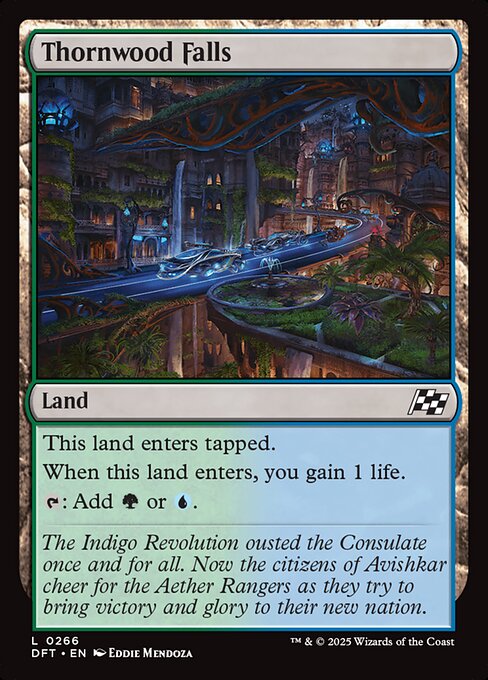 Thornwood Falls
Land
This land enters tapped.
When this land enters, you gain 1 life.
: Add or .
The Indigo Revolution ousted the Consulate
once and for all. Now the citizens of Avishkar
cheer for the Aether Rangers as they try to
bring victory and glory to their new nation.
L 0266
DFT • EN Eddie Mendoza
™ & © 2025 Wizards of the Coast